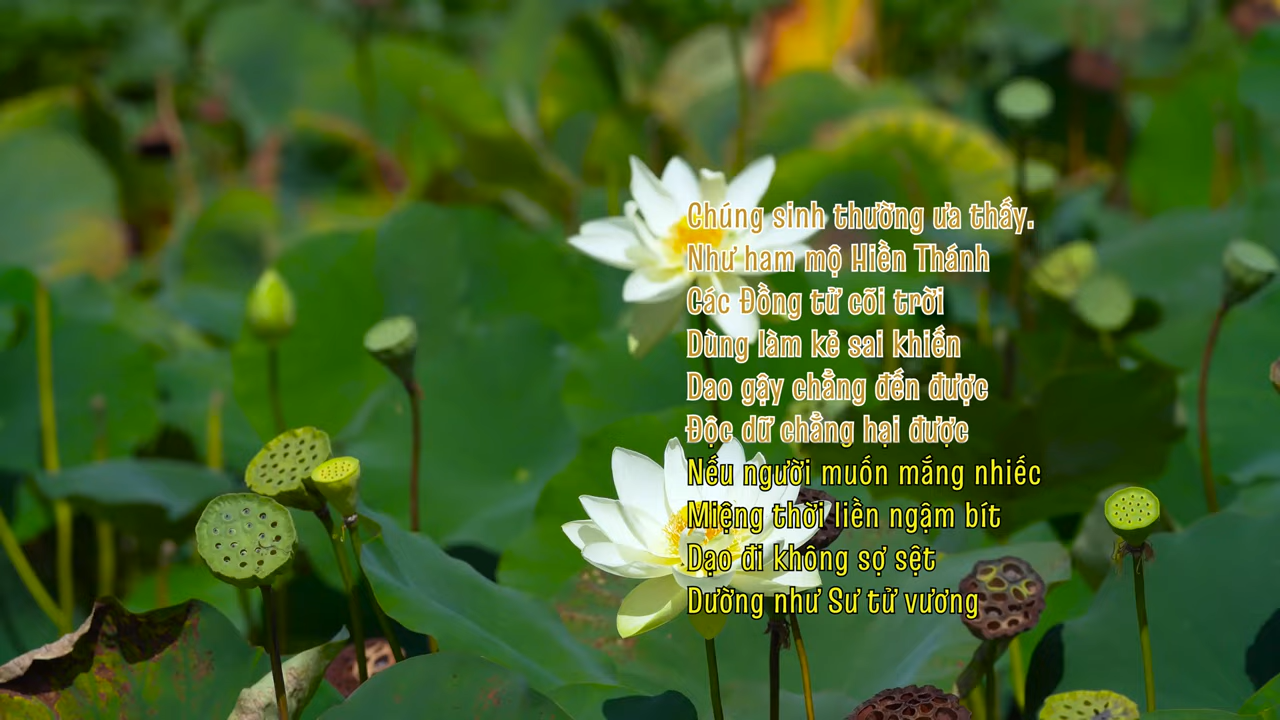 Chúng sinh thường ưa thấy.
Như ham mộ Hiền Thánh
Các Đồng tử cõi trời
Dùng làm kẻ sai khiến
Dao gậy chẳng đến được
Độc dữ chẳng hại được
Nếu người muốn mắng nhiếc
Miệng thời liền ngậm bít
Dạo đi không sợ sệt
Dường như Sư tử vương